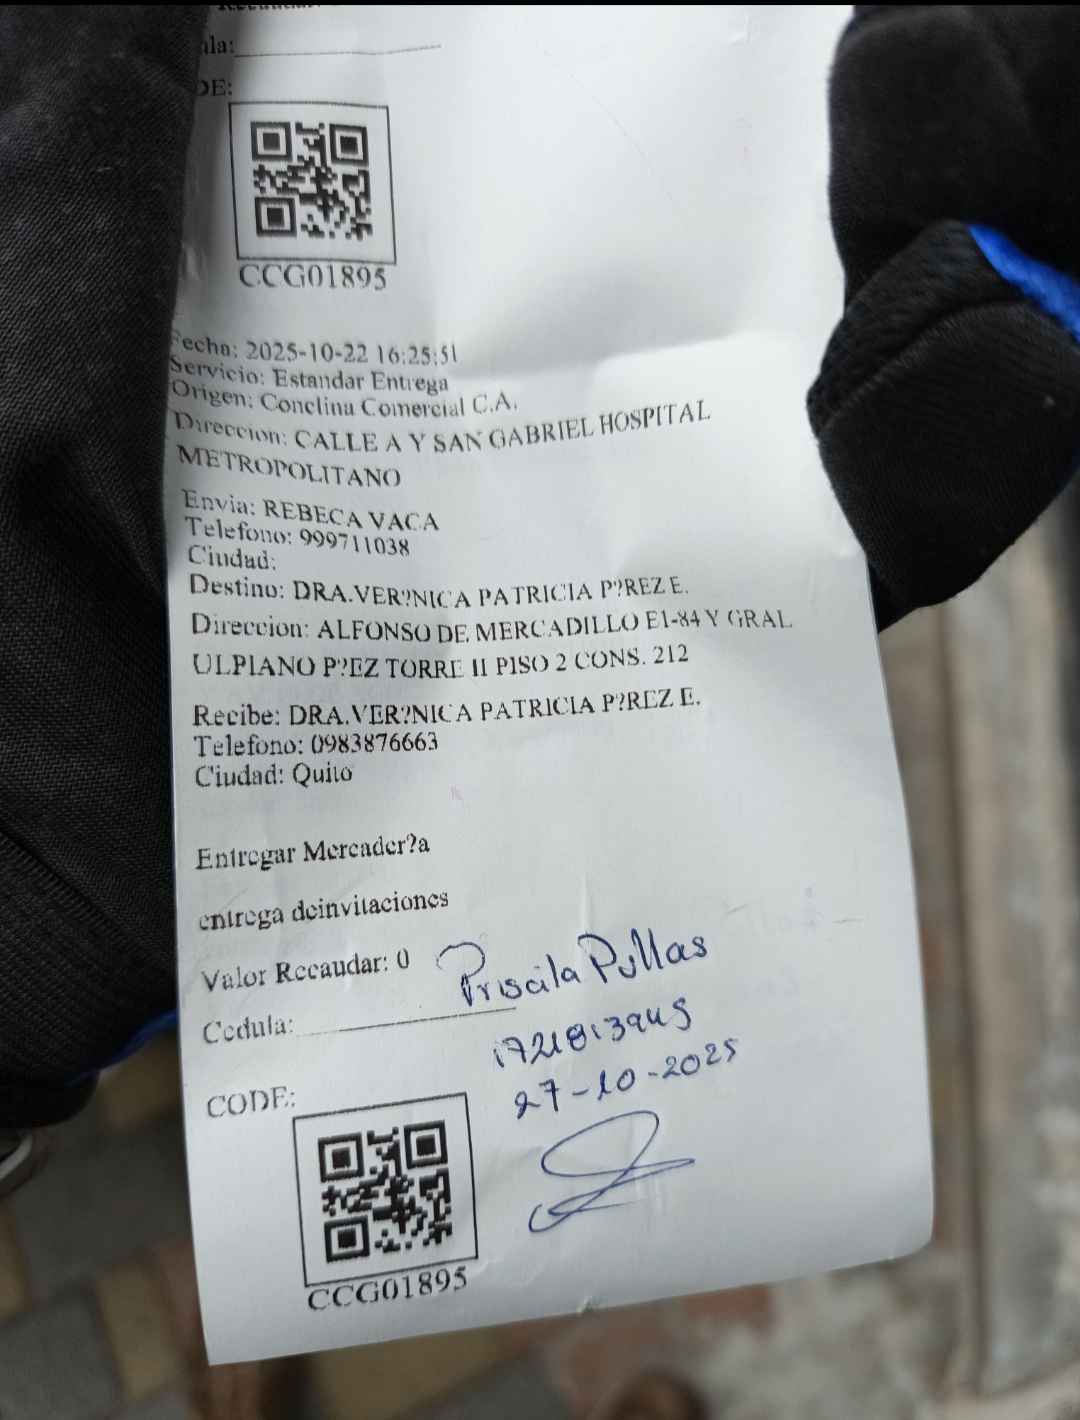 DE:
CCG01895
Fecha: 2025-10-22 16:25:51
Servicio: Estandar Entrega
Origen: Conclina Comercial C.A.
Direccion: CALLE A Y SAN GABRIEL HOSPITAL
METROPOLITANO
Envia: REBECA VACA
Telefono: 999711038
Ciudad:
Destino: DRA.VER?NICA PATRICIA P?REZ E.
Direccion: ALFONSO DE MERCADILLO E1-84 Y GRAL
ULPIANO P?EZ TORRE II PISO 2 CONS. 212
Recibe: DRA.VER?NICA PATRICIA P?REZ E.
Telefono: 0983876663
Ciudad: Quito
Entregar Mercader?a
entrega deinvitaciones
Valor Recaudar: 0
Priscila Pullas
Cedula:
27-10-2025
CODE:
CCG01895